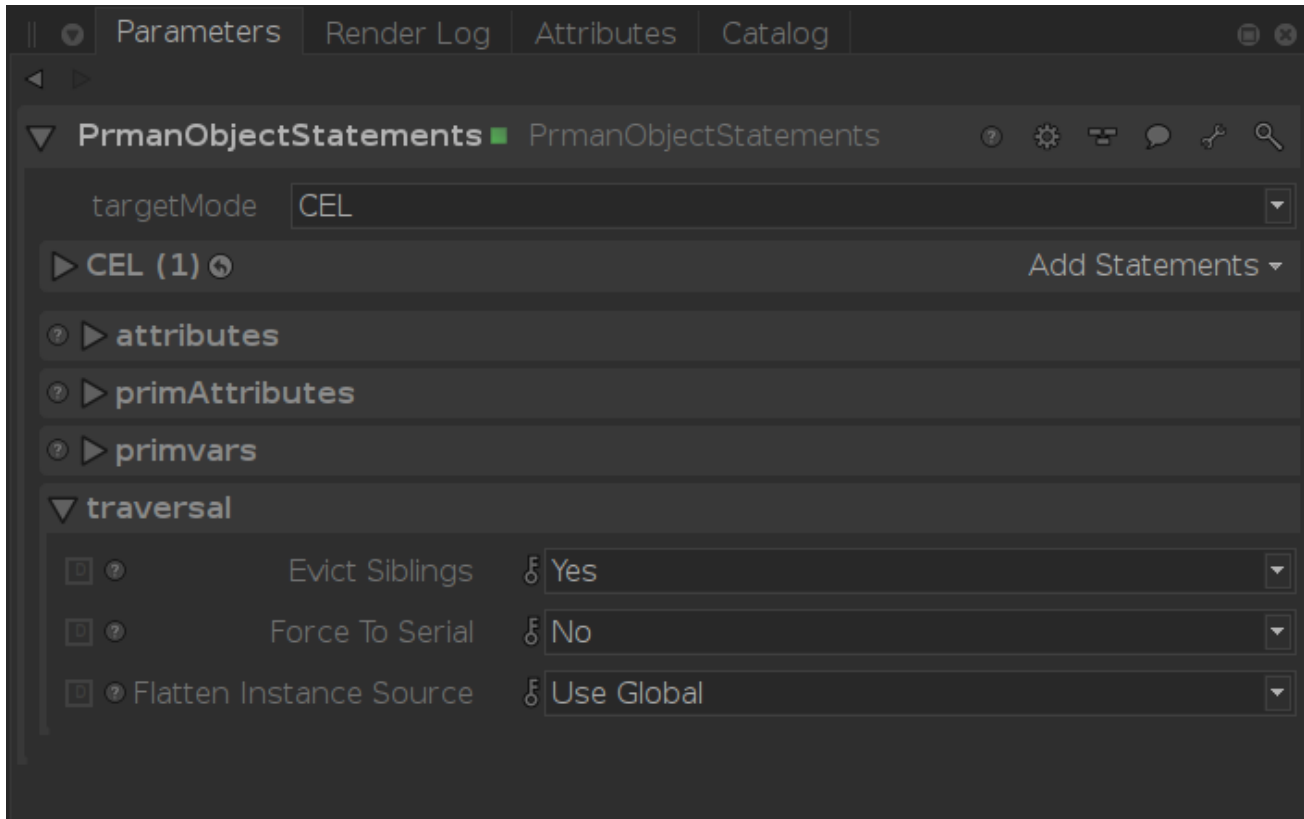 Parameters Render Log Attributes Catalog
PrmanObjectStatements PrmanObjectStatements
targetMode CEL
CEL (1) Add Statements
attributes
primAttributes
primvars
traversal
D ? Evict Siblings Yes
D ? Force To Serial No
D ? Flatten Instance Source Use Global